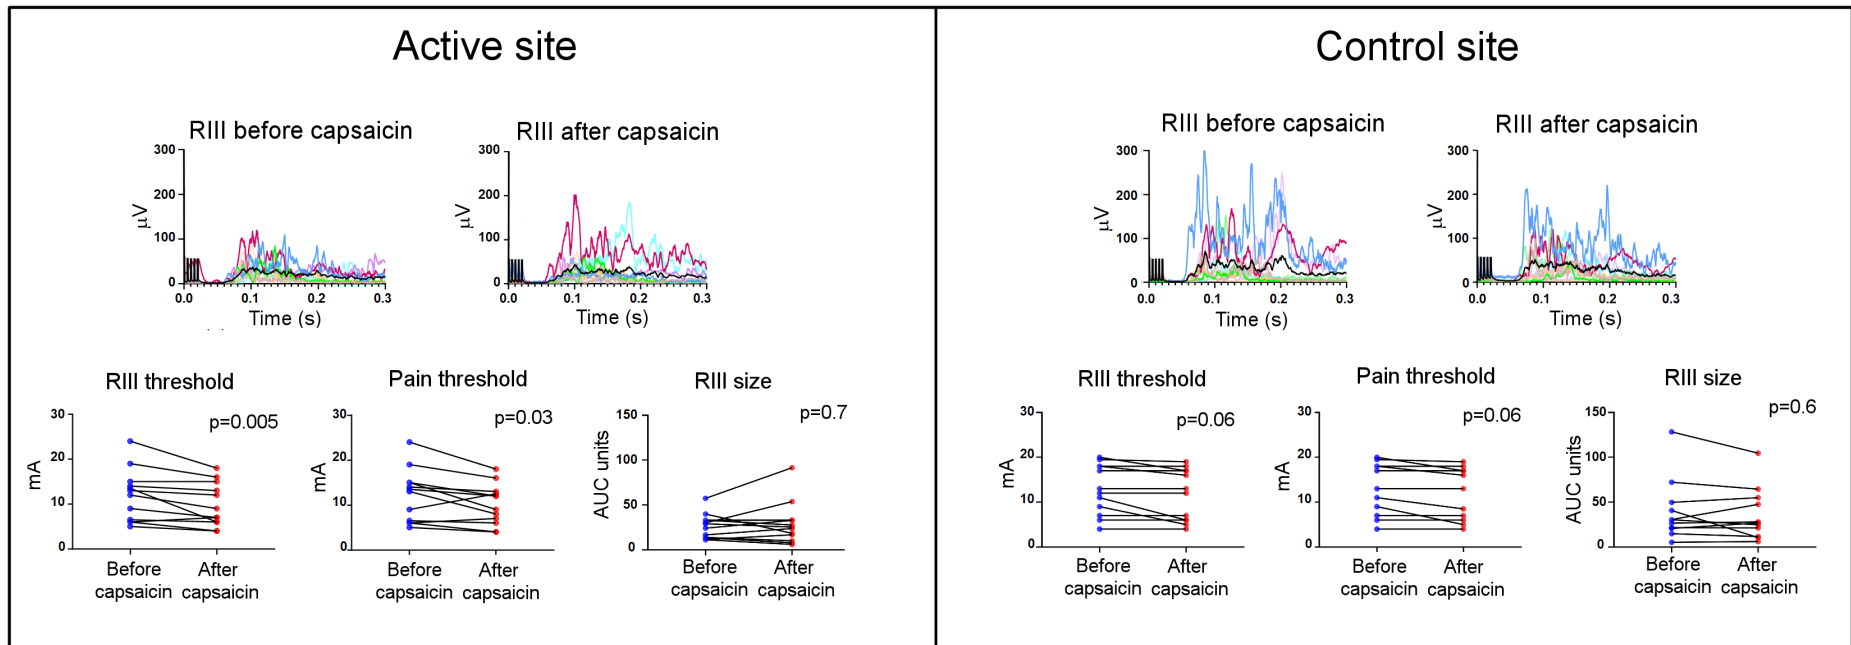 Active site
RIII before capsaicin
RIII after capsaicin
300
200
100
0
µV
0.0 0.1 0.2 0.3
Time (s)
300
200
100
0
µV
0.0 0.1 0.2 0.3
Time (s)
RIII threshold
p=0.005
30
20
10
0
mA
Before capsaicin
After capsaicin
Pain threshold
p=0.03
30
20
10
0
mA
Before capsaicin
After capsaicin
RIII size
p=0.7
150
100
50
0
AUC units
Before capsaicin
After capsaicin
Control site
RIII before capsaicin
RIII after capsaicin
300
200
100
0
µV
0.0 0.1 0.2 0.3
Time (s)
300
200
100
0
µV
0.0 0.1 0.2 0.3
Time (s)
RIII threshold
p=0.06
30
20
10
0
mA
Before capsaicin
After capsaicin
Pain threshold
p=0.06
30
20
10
0
mA
Before capsaicin
After capsaicin
RIII size
p=0.6
150
100
50
0
AUC units
Before capsaicin
After capsaicin